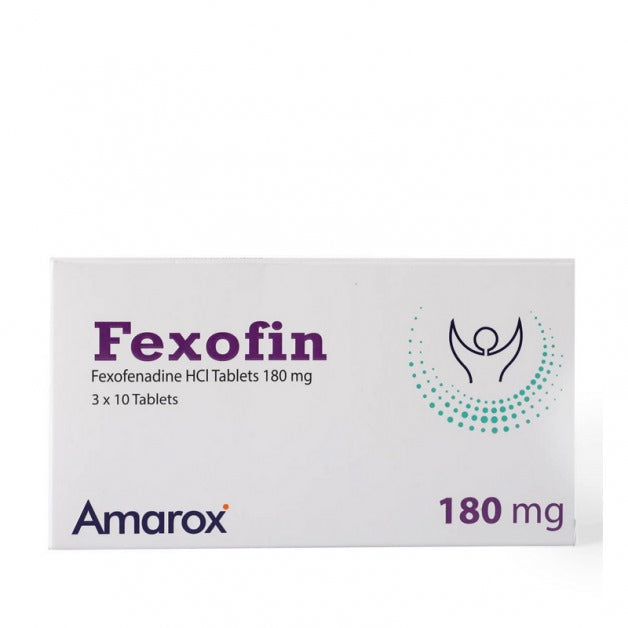 Fexofin
Fexofenadine HCl Tablets 180 mg
3 x 10 Tablets
Amarox
180 mg